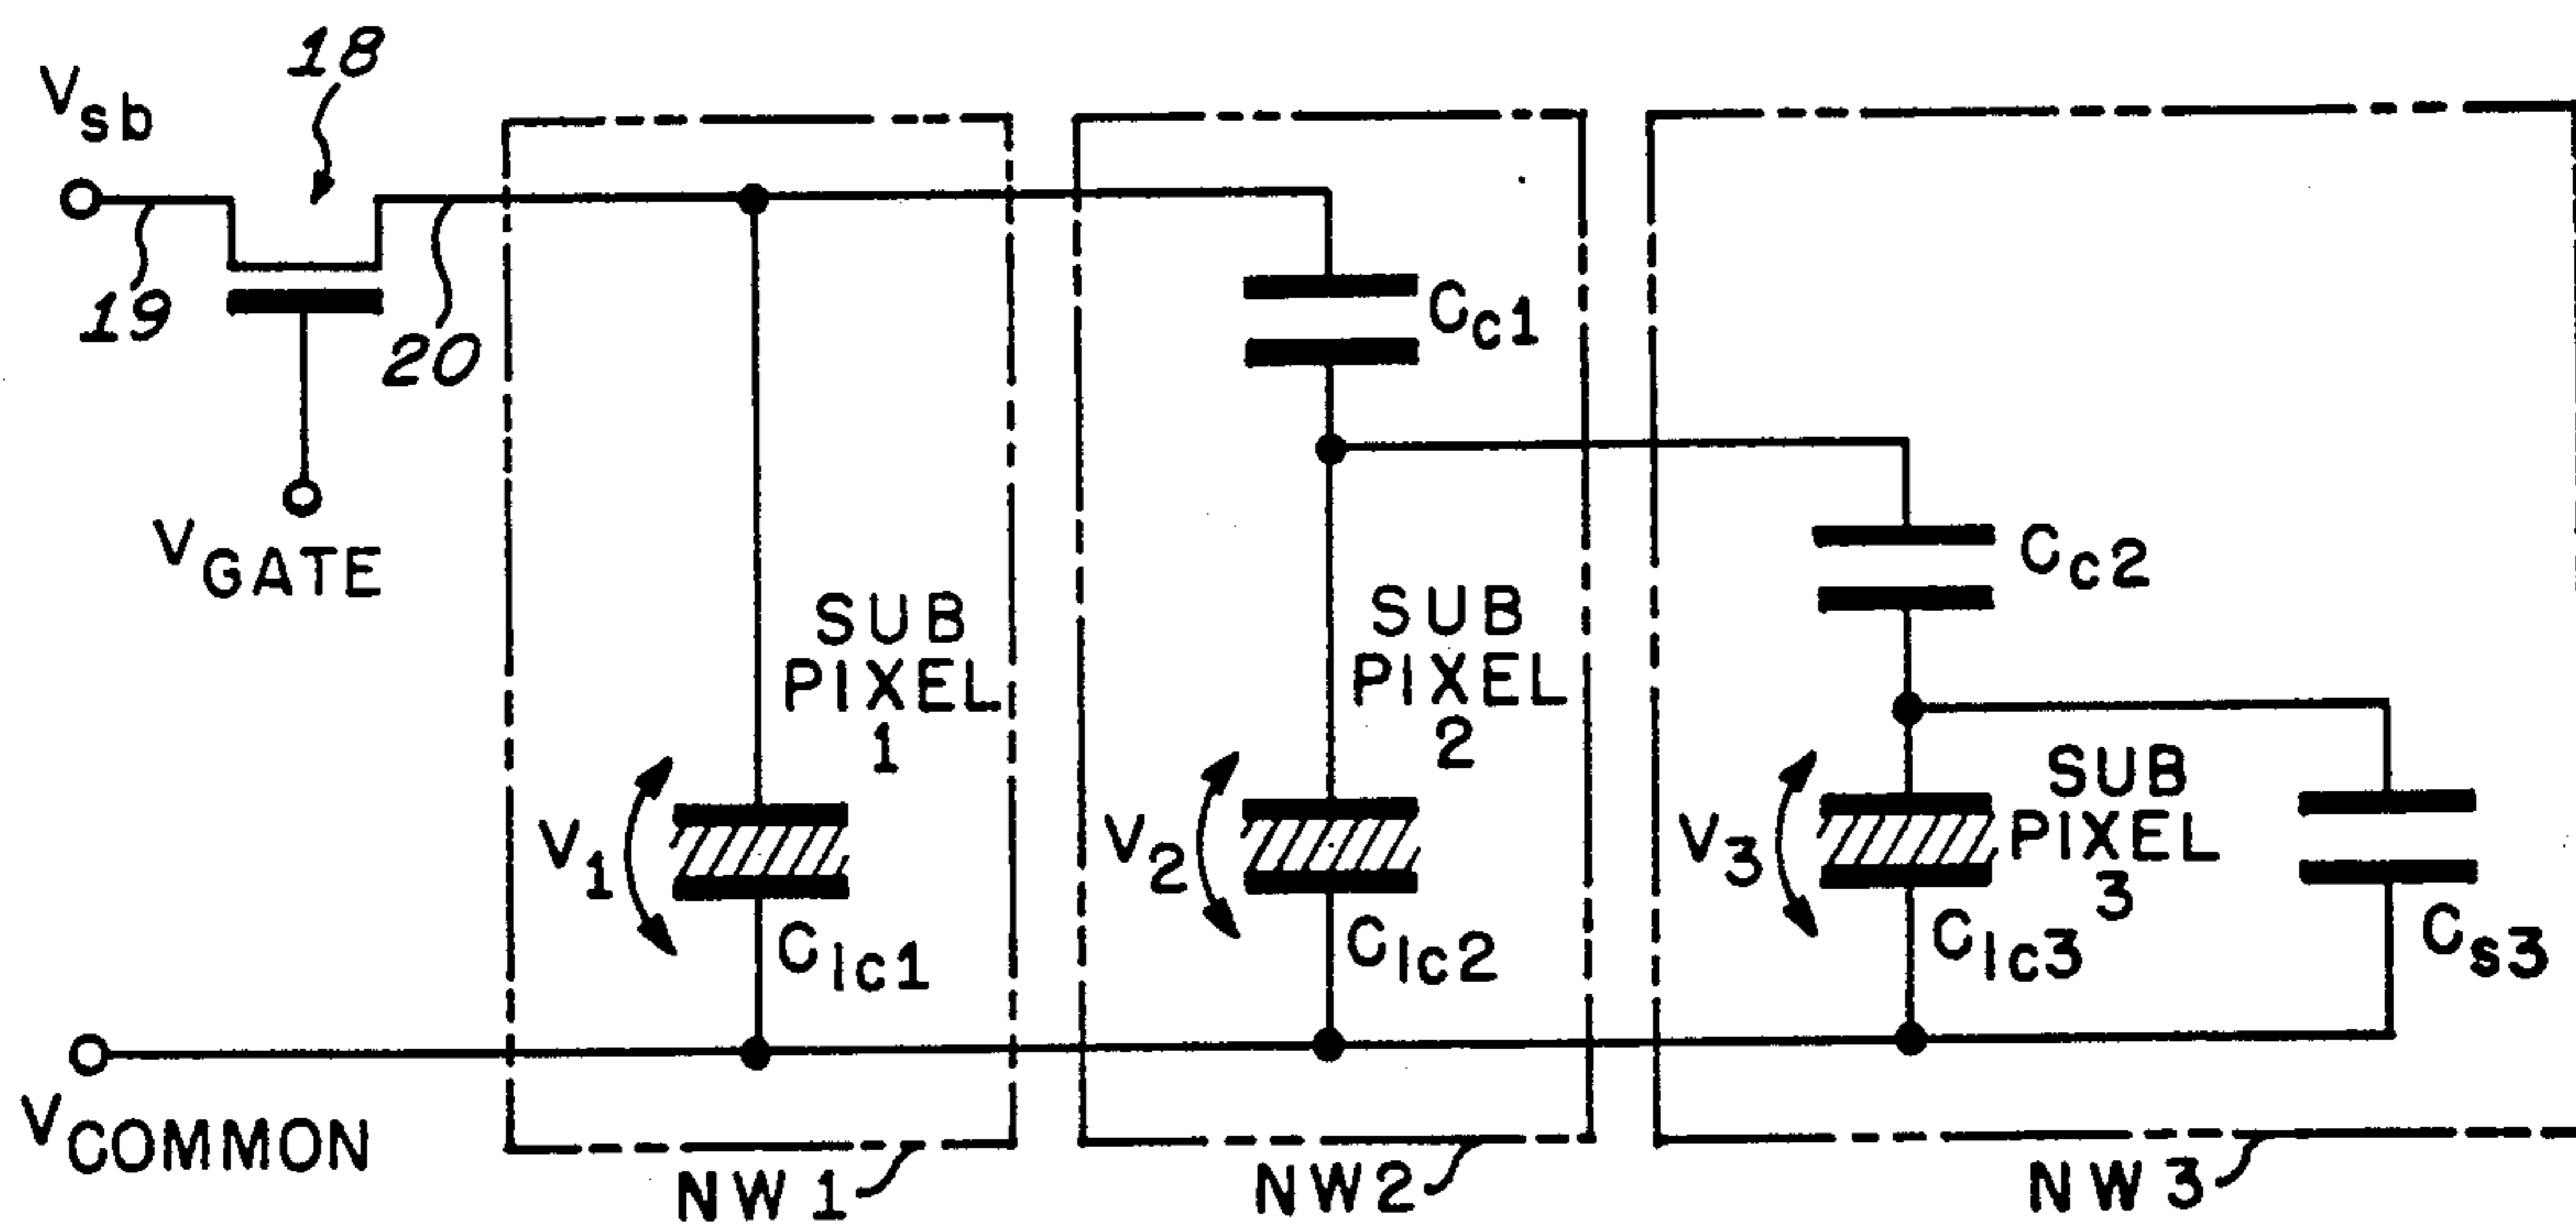 18
Vsb
19
20
VGATE
Cc1
Cc2
SUB
PIXEL
1
SUB
PIXEL
2
SUB
PIXEL
3
V1
V2
V3
Clc1
Clc2
Clc3
Cs3
VCOMMON
NW1
NW2
NW3